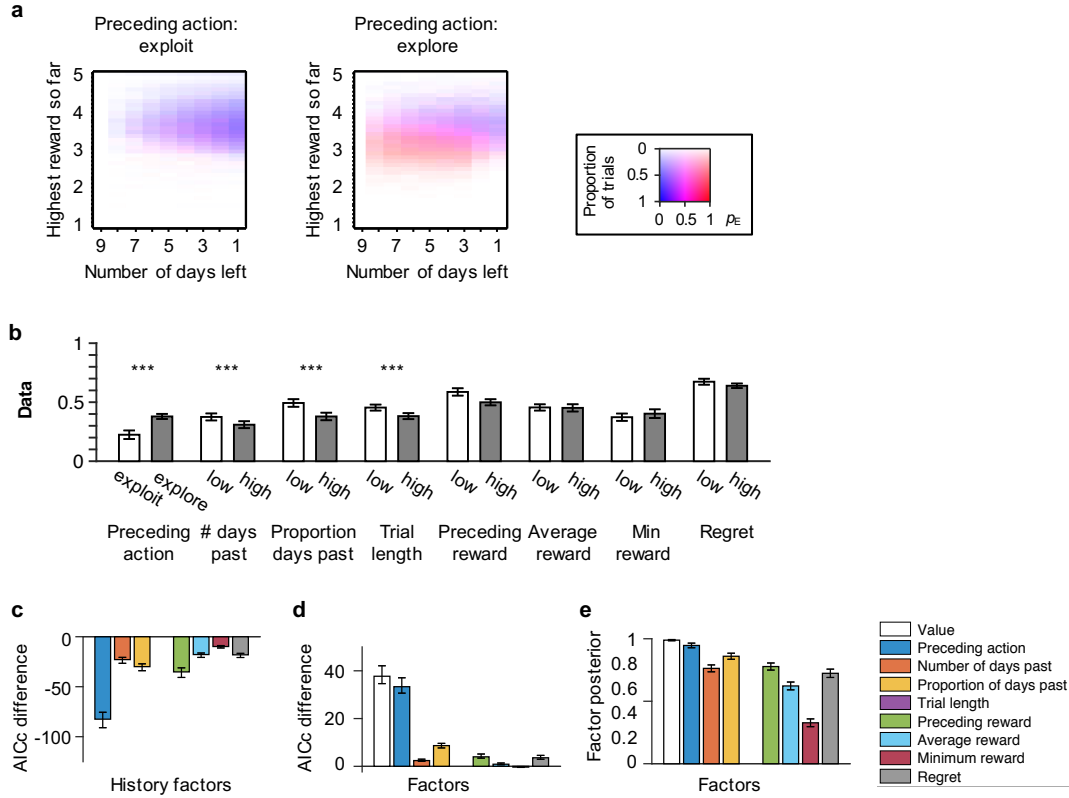 a
Preceding action:
exploit
Preceding action:
explore
Highest reward so far
5
4
3
2
1
9 7 5 3 1
Number of days left
Highest reward so far
5
4
3
2
1
9 7 5 3 1
Number of days left
Proportion
of trials
0
0.5
1
0 0.5 1 pE
b
Data
1
0.5
0
*** *** *** ***
exploit explore low high low high low high low high low high low high low high
Preceding action
# days past
Proportion days past
Trial length
Preceding reward
Average reward
Min reward
Regret
c
AICc difference
0
-50
-100
History factors
d
AICc difference
40
20
0
Factors
e
Factor posterior
1
0.8
0.6
0.4
0.2
0
Factors
Value
Preceding action
Number of days past
Proportion of days past
Trial length
Preceding reward
Average reward
Minimum reward
Regret